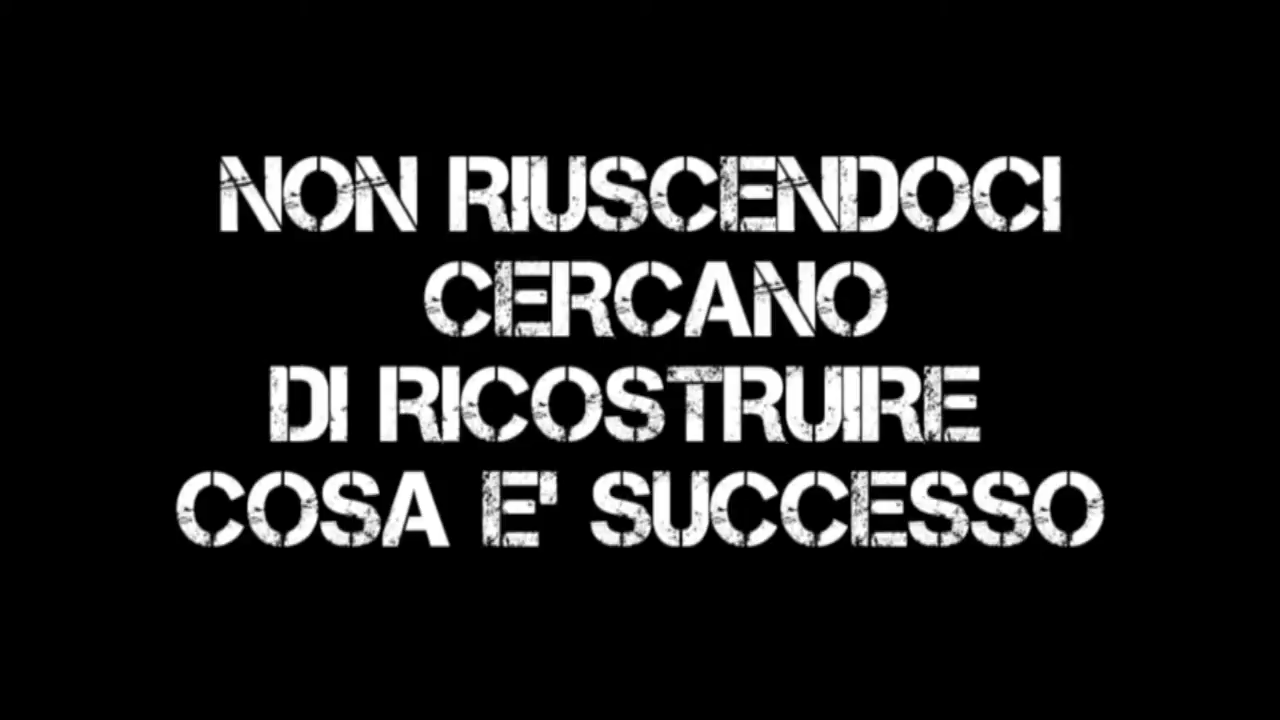 NON RIUSCENDOCI
CERCANO
DI RICOSTRUIRE
COSA E' SUCCESSO